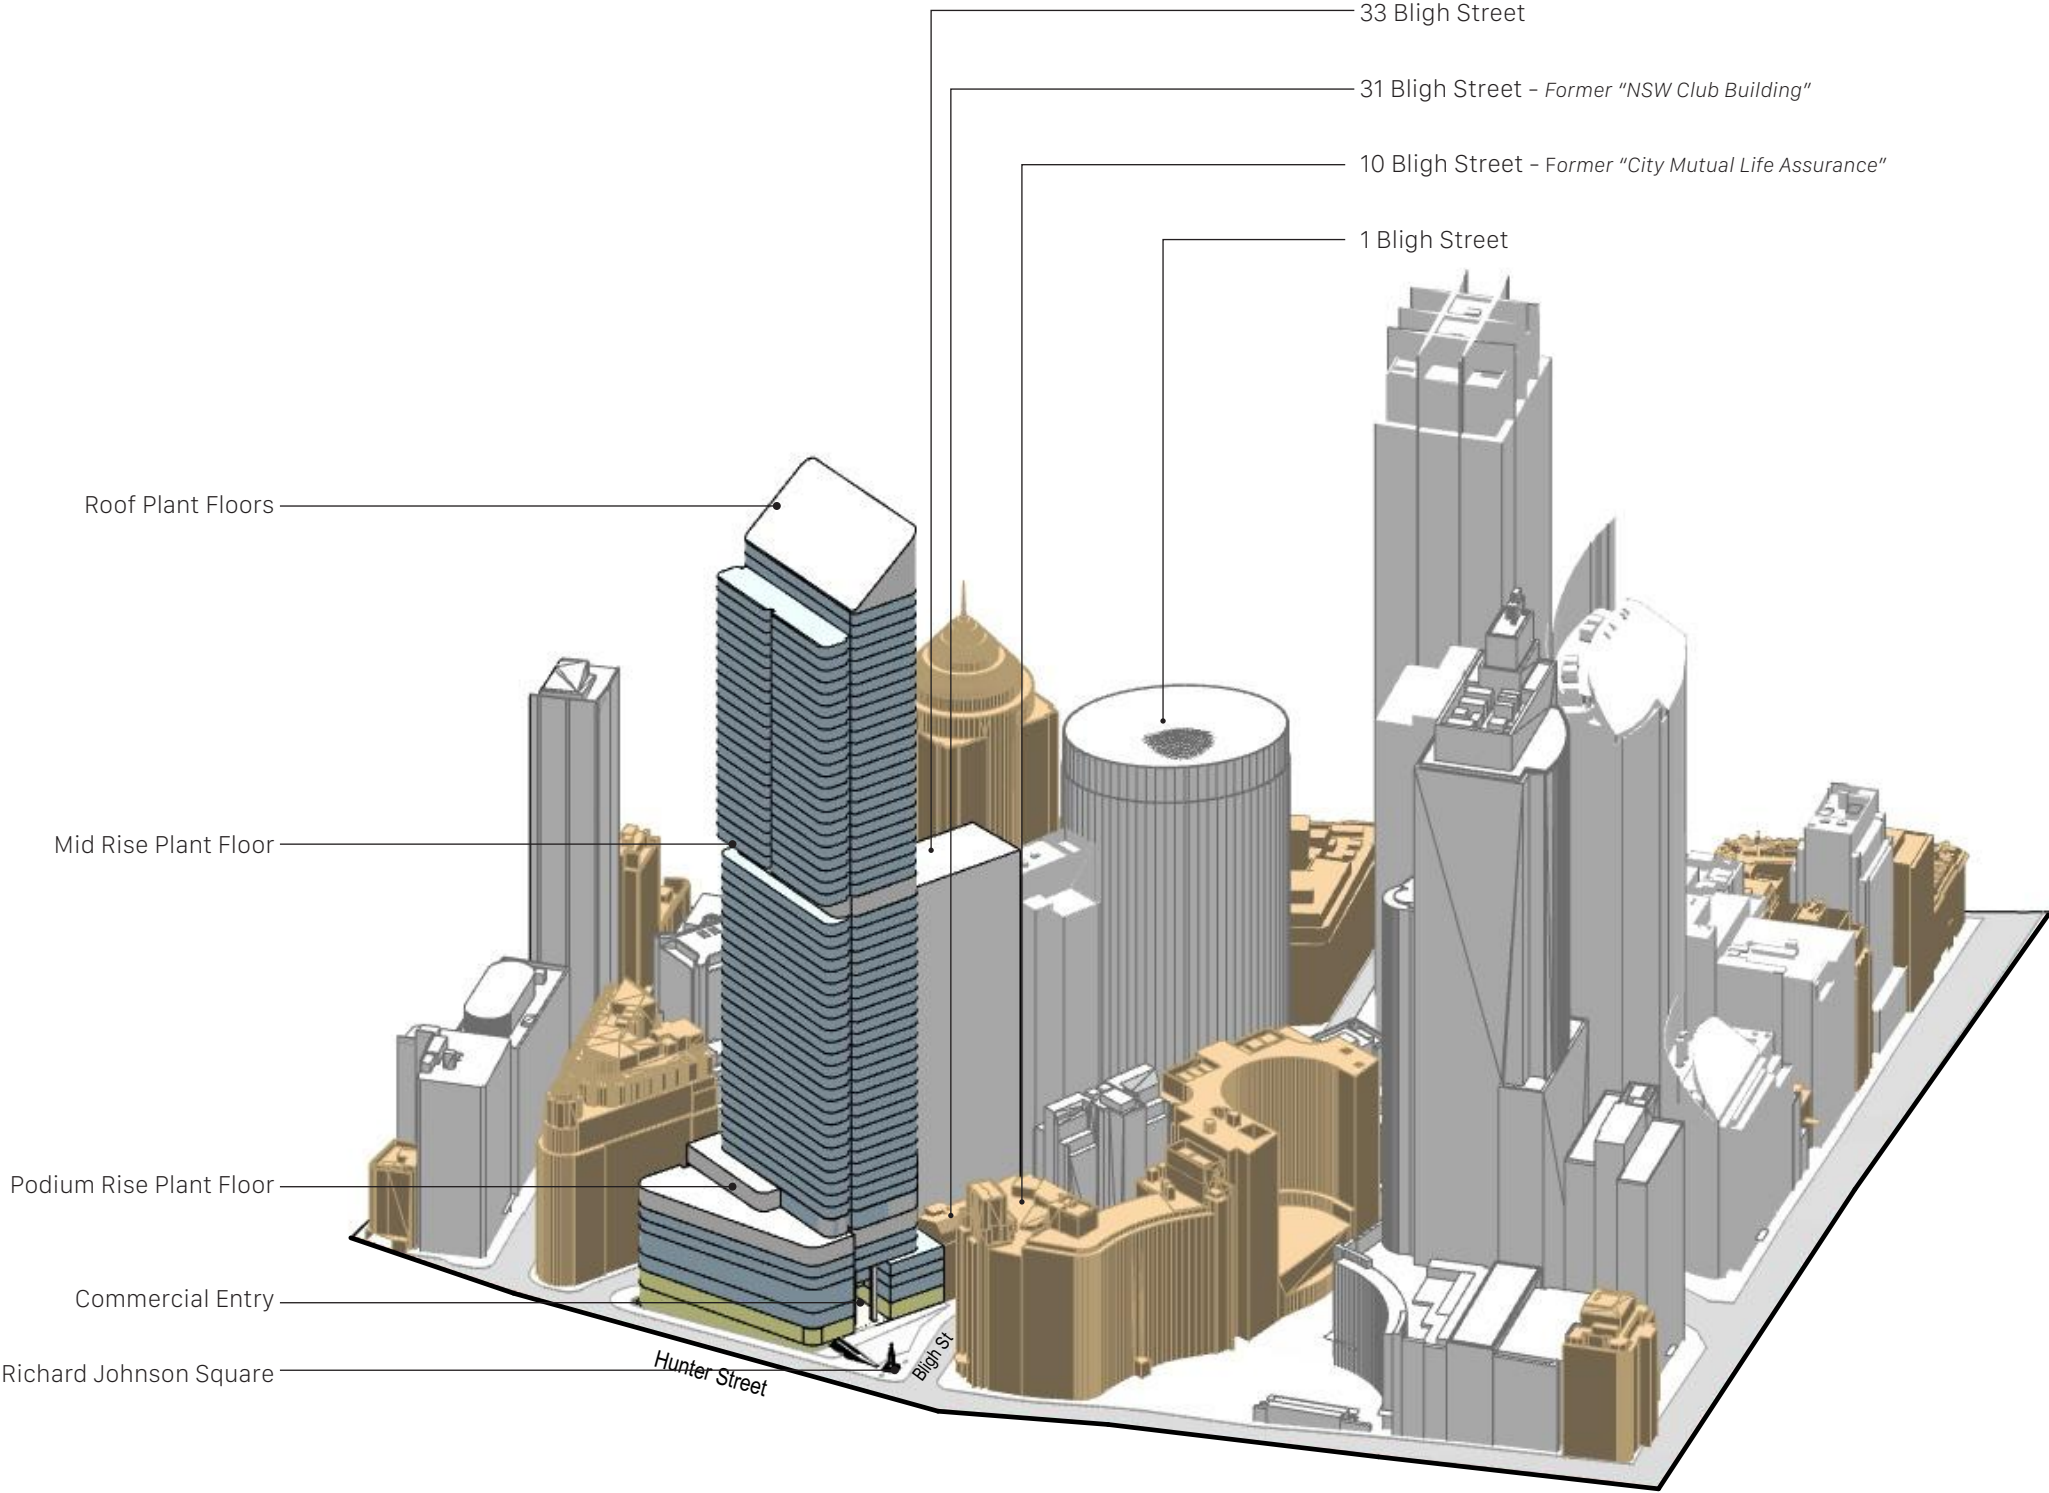 33 Bligh Street
31 Bligh Street - Former “NSW Club Building”
10 Bligh Street - Former “City Mutual Life Assurance”
1 Bligh Street
Roof Plant Floors
Mid Rise Plant Floor
Podium Rise Plant Floor
Commercial Entry
Richard Johnson Square
Hunter Street
Bligh St